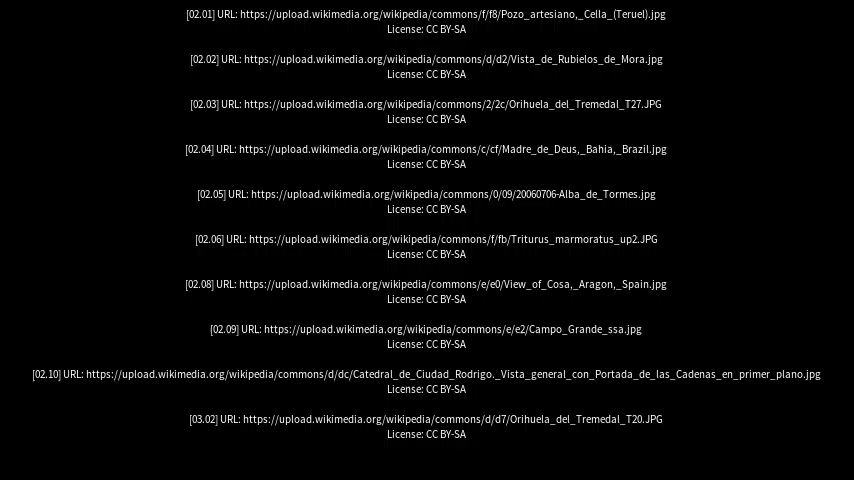 [02.01] URL: https://upload.wikimedia.org/wikipedia/commons/f/f8/Pozo_artesiano,_Cella_(Teruel).jpg
License: CC BY-SA
[02.02] URL: https://upload.wikimedia.org/wikipedia/commons/d/d2/Vista_de_Rubielos_de_Mora.jpg
License: CC BY-SA
[02.03] URL: https://upload.wikimedia.org/wikipedia/commons/2/2c/Orihuela_del_Tremedal_T27.JPG
License: CC BY-SA
[02.04] URL: https://upload.wikimedia.org/wikipedia/commons/c/cf/Madre_de_Deus,_Bahia,_Brazil.jpg
License: CC BY-SA
[02.05] URL: https://upload.wikimedia.org/wikipedia/commons/0/09/20060706-Alba_de_Tormes.jpg
License: CC BY-SA
[02.06] URL: https://upload.wikimedia.org/wikipedia/commons/f/fb/Triturus_marmoratus_up2.JPG
License: CC BY-SA
[02.08] URL: https://upload.wikimedia.org/wikipedia/commons/e/e0/View_of_Cosa,_Aragon,_Spain.jpg
License: CC BY-SA
[02.09] URL: https://upload.wikimedia.org/wikipedia/commons/e/e2/Campo_Grande_ssa.jpg
License: CC BY-SA
[02.10] URL: https://upload.wikimedia.org/wikipedia/commons/d/dc/Catedral_de_Ciudad_Rodrigo._Vista_general_con_Portada_de_las_Cadenas_en_primer_plano.jpg
License: CC BY-SA
[03.02] URL: https://upload.wikimedia.org/wikipedia/commons/d/d7/Orihuela_del_Tremedal_T20.JPG
License: CC BY-SA